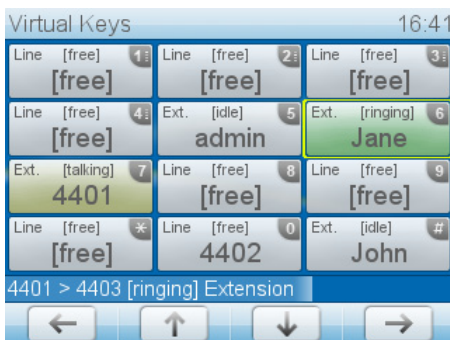 Virtual Keys 16:41
Line [free] 1 Line [free] 2 Line [free] 3
[free] [free] [free]
Line [free] 4 Ext. [idle] 5 Ext. [ringing] 6
[free] admin Jane
Ext. [talking] 7 Line [free] 8 Line [free] 9
4401 [free] [free]
Line [free] * Line [free] 0 Ext. [idle] #
[free] 4402 John
4401 > 4403 [ringing] Extension